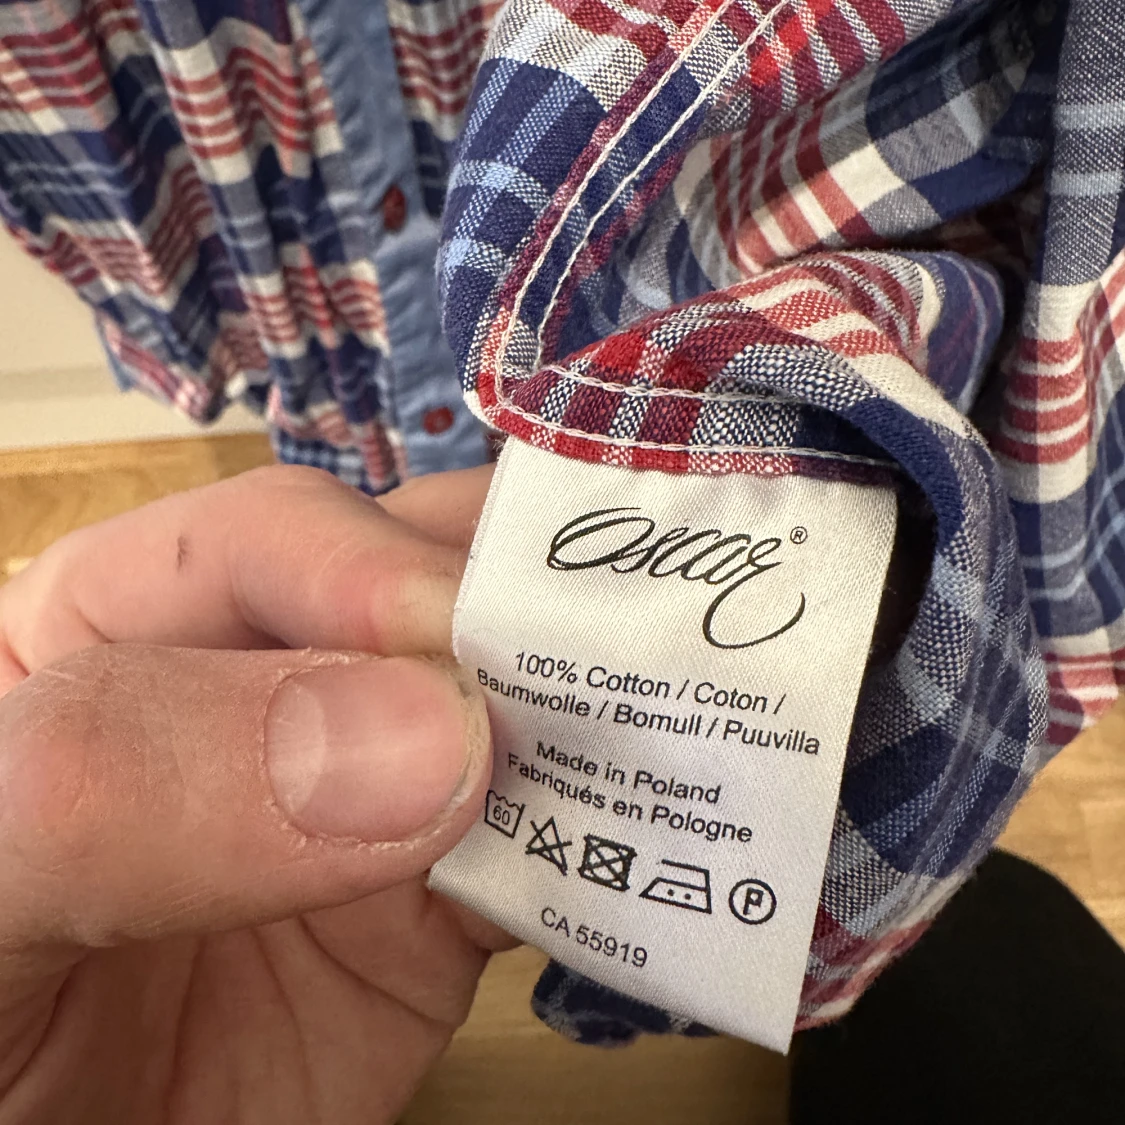 Oscar®
100% Cotton / Coton /
Baumwolle / Bomull / Puuvilla
Made in Poland
Fabriqués en Pologne
60
P
CA 55919